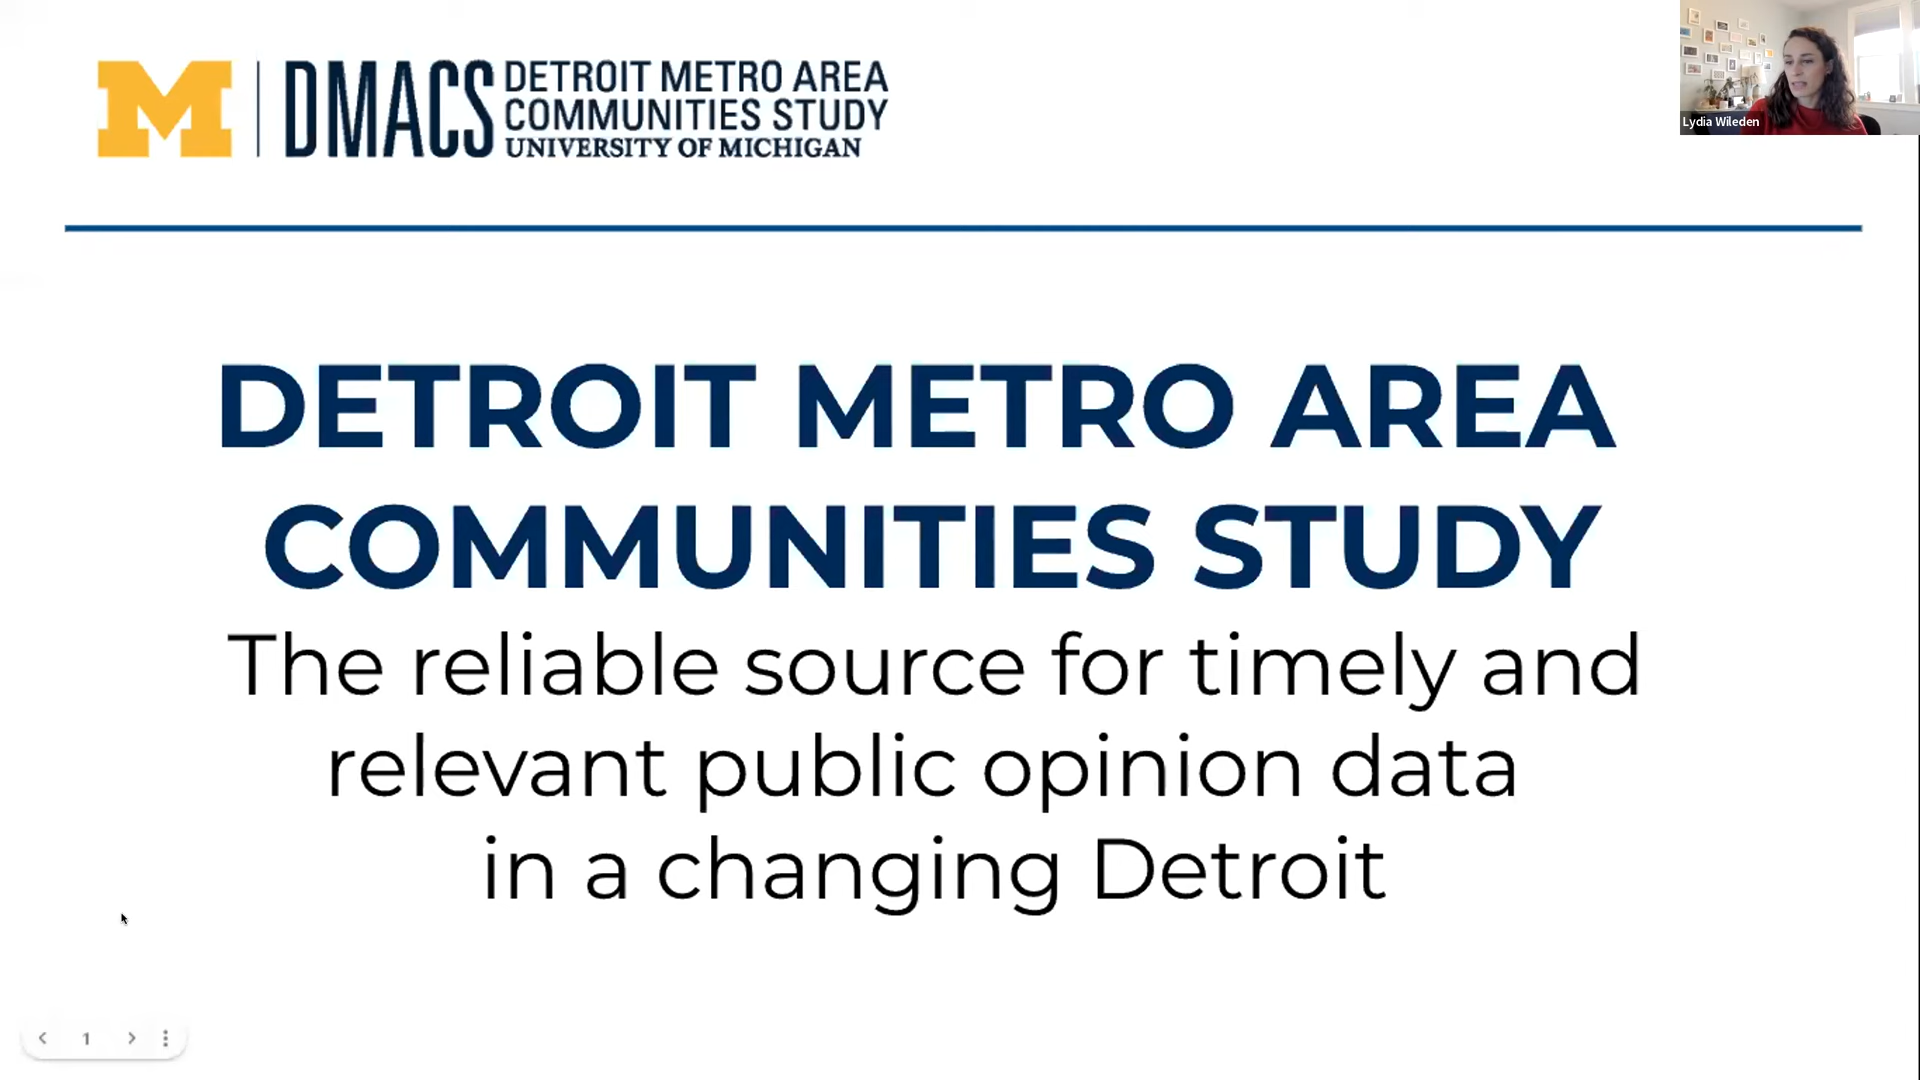 M
DMACS
DETROIT METRO AREA
COMMUNITIES STUDY
UNIVERSITY OF MICHIGAN
Lydia Wileden
DETROIT METRO AREA
COMMUNITIES STUDY
The reliable source for timely and
relevant public opinion data
in a changing Detroit
1